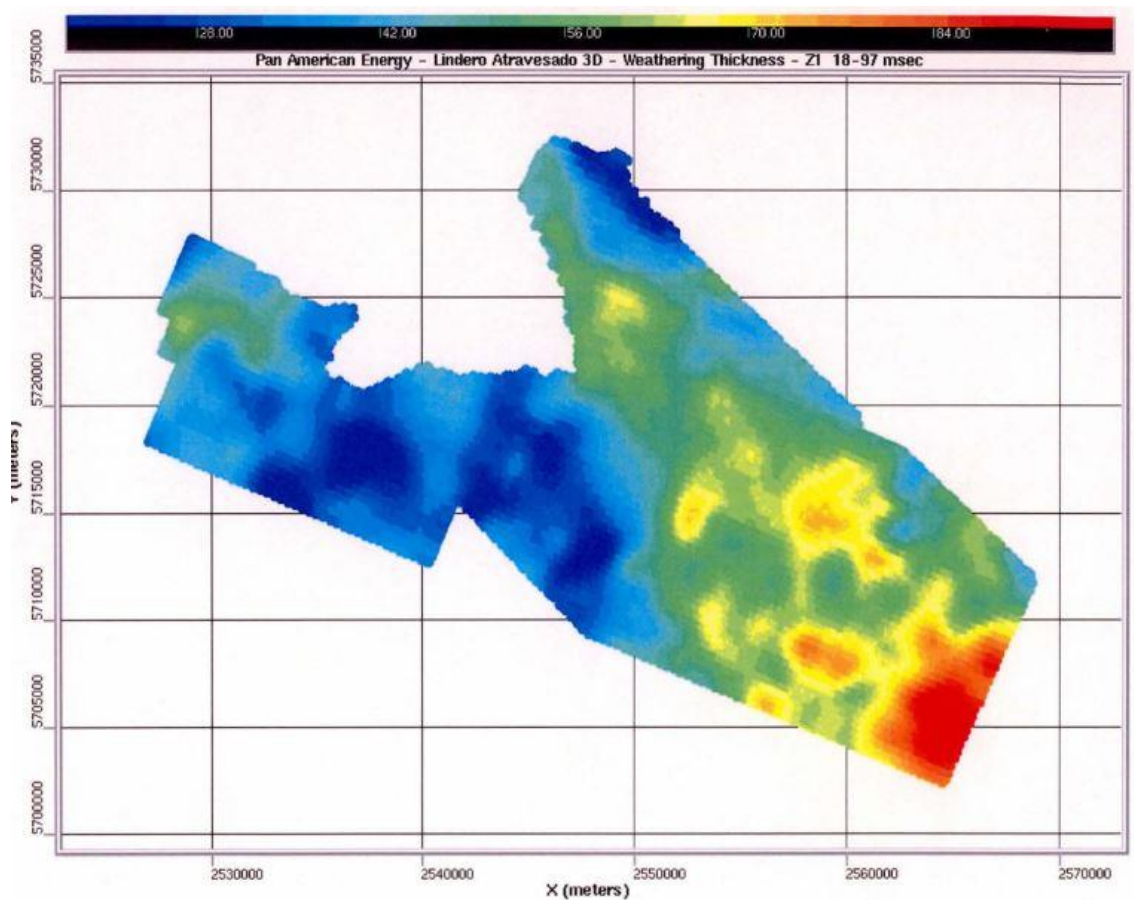 128.00 142.00 156.00 170.00 184.00
Pan American Energy - Lindero Atravesado 3D - Weathering Thickness - Z1 18-97 msec
5735000
5730000
5725000
5720000
5715000
5710000
5705000
5700000
(meters)
2530000 2540000 2550000 2560000 2570000
X (meters)